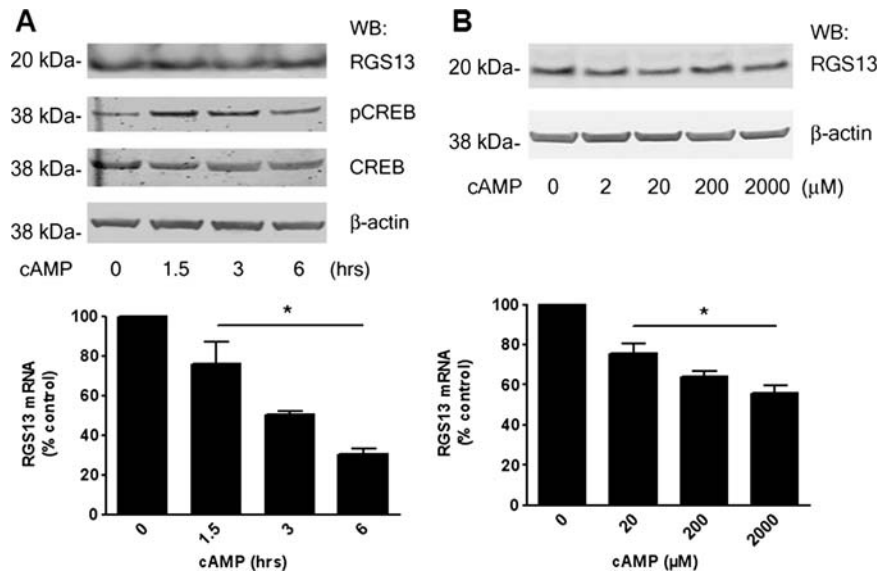 A
WB:
20 kDa-
RGS13
38 kDa-
pCREB
38 kDa-
CREB
38 kDa-
β-actin
cAMP 0 1.5 3 6 (hrs)
100
80
60
40
20
0
RGS13 mRNA
(% control)
*
0 1.5 3 6
cAMP (hrs)
B
WB:
20 kDa-
RGS13
38 kDa-
β-actin
cAMP 0 2 20 200 2000 (μM)
100
80
60
40
20
0
RGS13 mRNA
(% control)
*
0 20 200 2000
cAMP (μM)